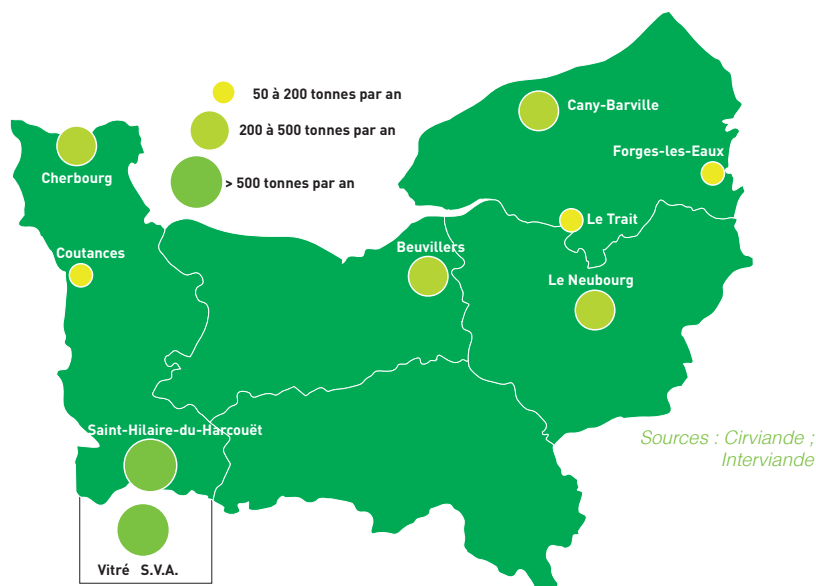 50 à 200 tonnes par an
200 à 500 tonnes par an
> 500 tonnes par an
Cany-Barville
Forges-les-Eaux
Cherbourg
Le Trait
Coutances
Beuvillers
Le Neubourg
Saint-Hilaire-du-Harcouët
Sources : Cirviande ;
Interviande
Vitré S.V.A.